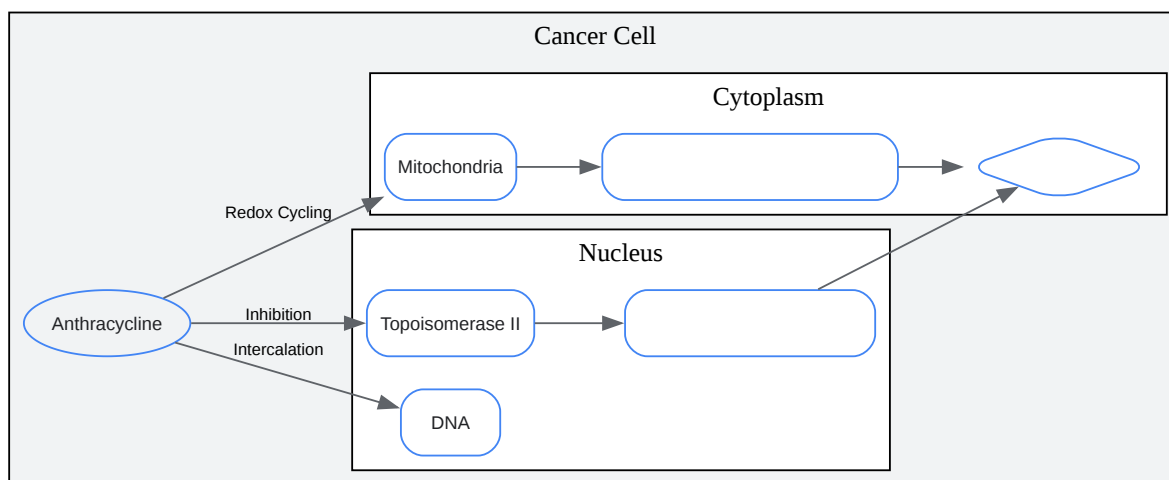 Cancer Cell
Cytoplasm
Mitochondria
Redox Cycling
Nucleus
Anthracycline
Inhibition
Topoisomerase II
Intercalation
DNA